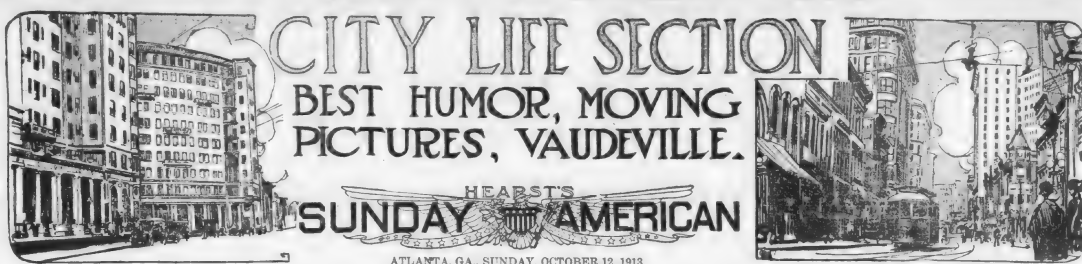 CITY LIFE SECTION
BEST HUMOR, MOVING
PICTURES, VAUDEVILLE.
HEARST'S
SUNDAY AMERICAN
ATLANTA, GA., SUNDAY, OCTOBER 12, 1913.